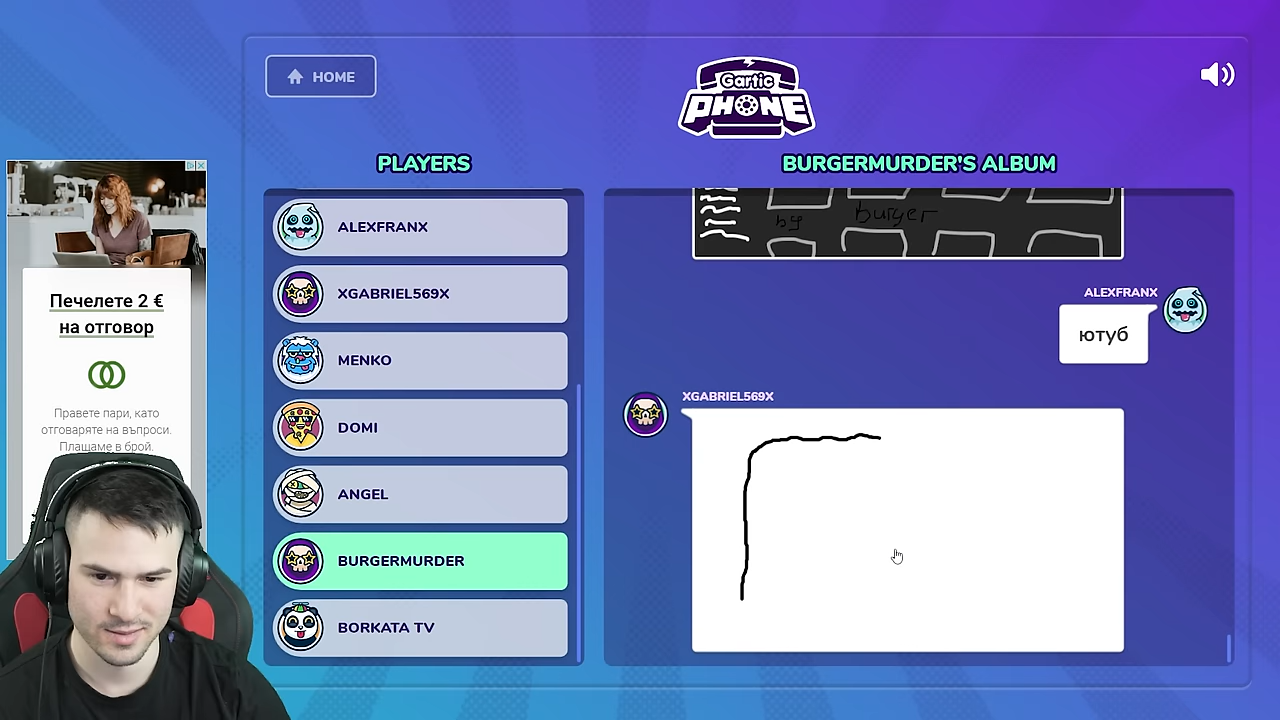 HOME
Gartic
PHONE
PLAYERS
BURGERMURDER'S ALBUM
ALEXFRANX
XGABRIEL569X
MENKO
DOMI
ANGEL
BURGERMURDER
BORKATA TV
by burger
ALEXFRANX
ютуб
XGABRIEL569X
Печелете 2 €
на отговор
Правете пари, като
отговаряте на въпроси.
Плащаме в брой.